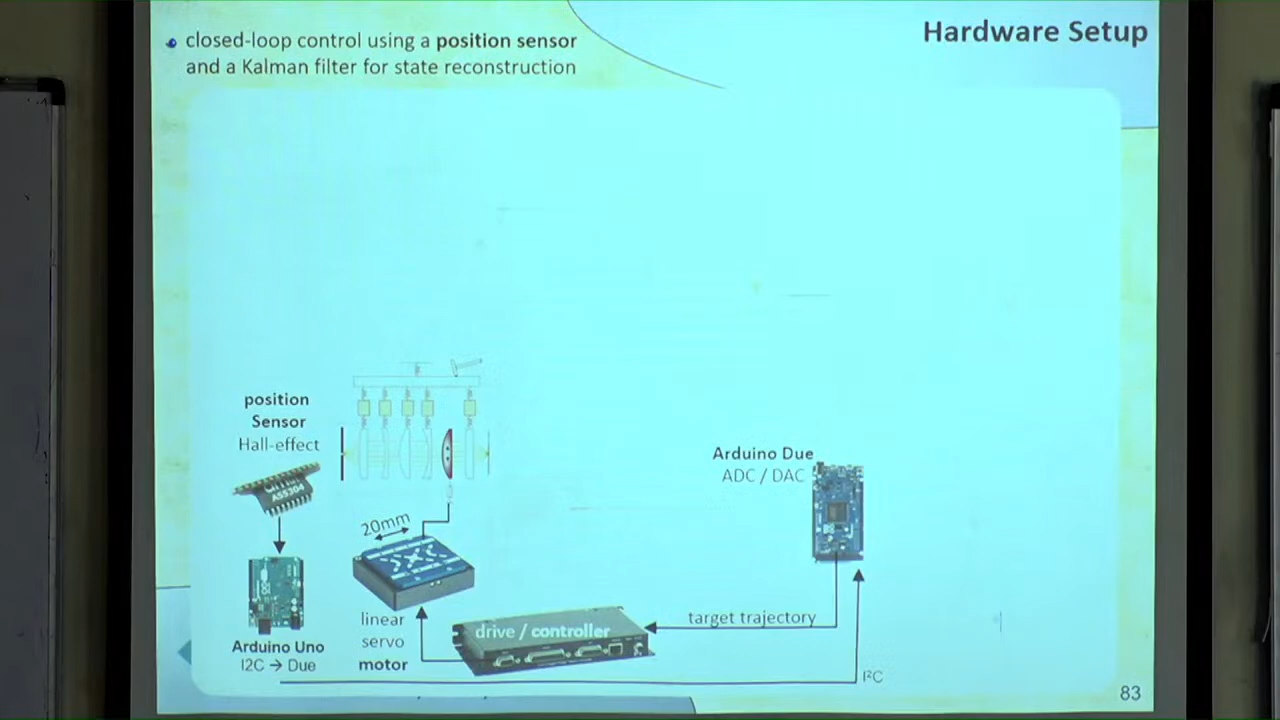 Hardware Setup
closed-loop control using a position sensor
and a Kalman filter for state reconstruction
position
Sensor
Hall-effect
AS5304
20mm
Arduino Due
ADC / DAC
target trajectory
drive / controller
linear
servo
motor
Arduino Uno
I2C → Due
I²C
83